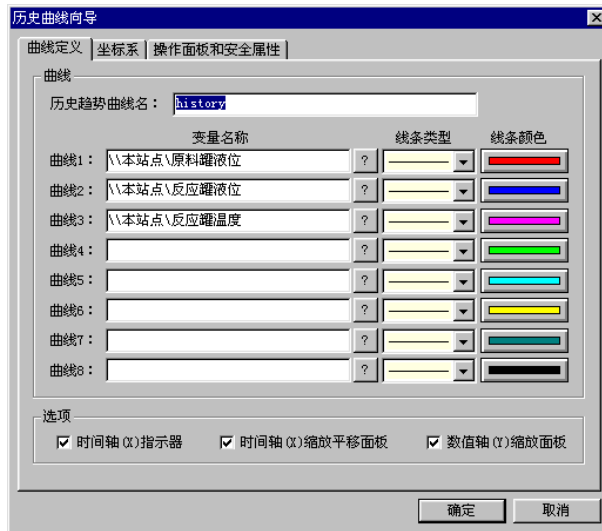 历史曲线向导
曲线定义 坐标系 操作面板和安全属性
曲线
历史趋势曲线名： history
变量名称 线条类型 线条颜色
曲线1： \\本站点\原料罐液位 ?
曲线2： \\本站点\反应罐液位 ?
曲线3： \\本站点\反应罐温度 ?
曲线4： ?
曲线5： ?
曲线6： ?
曲线7： ?
曲线8： ?
选项
时间轴(X)指示器 时间轴(X)缩放平移面板 数值轴(Y)缩放面板
确定 取消